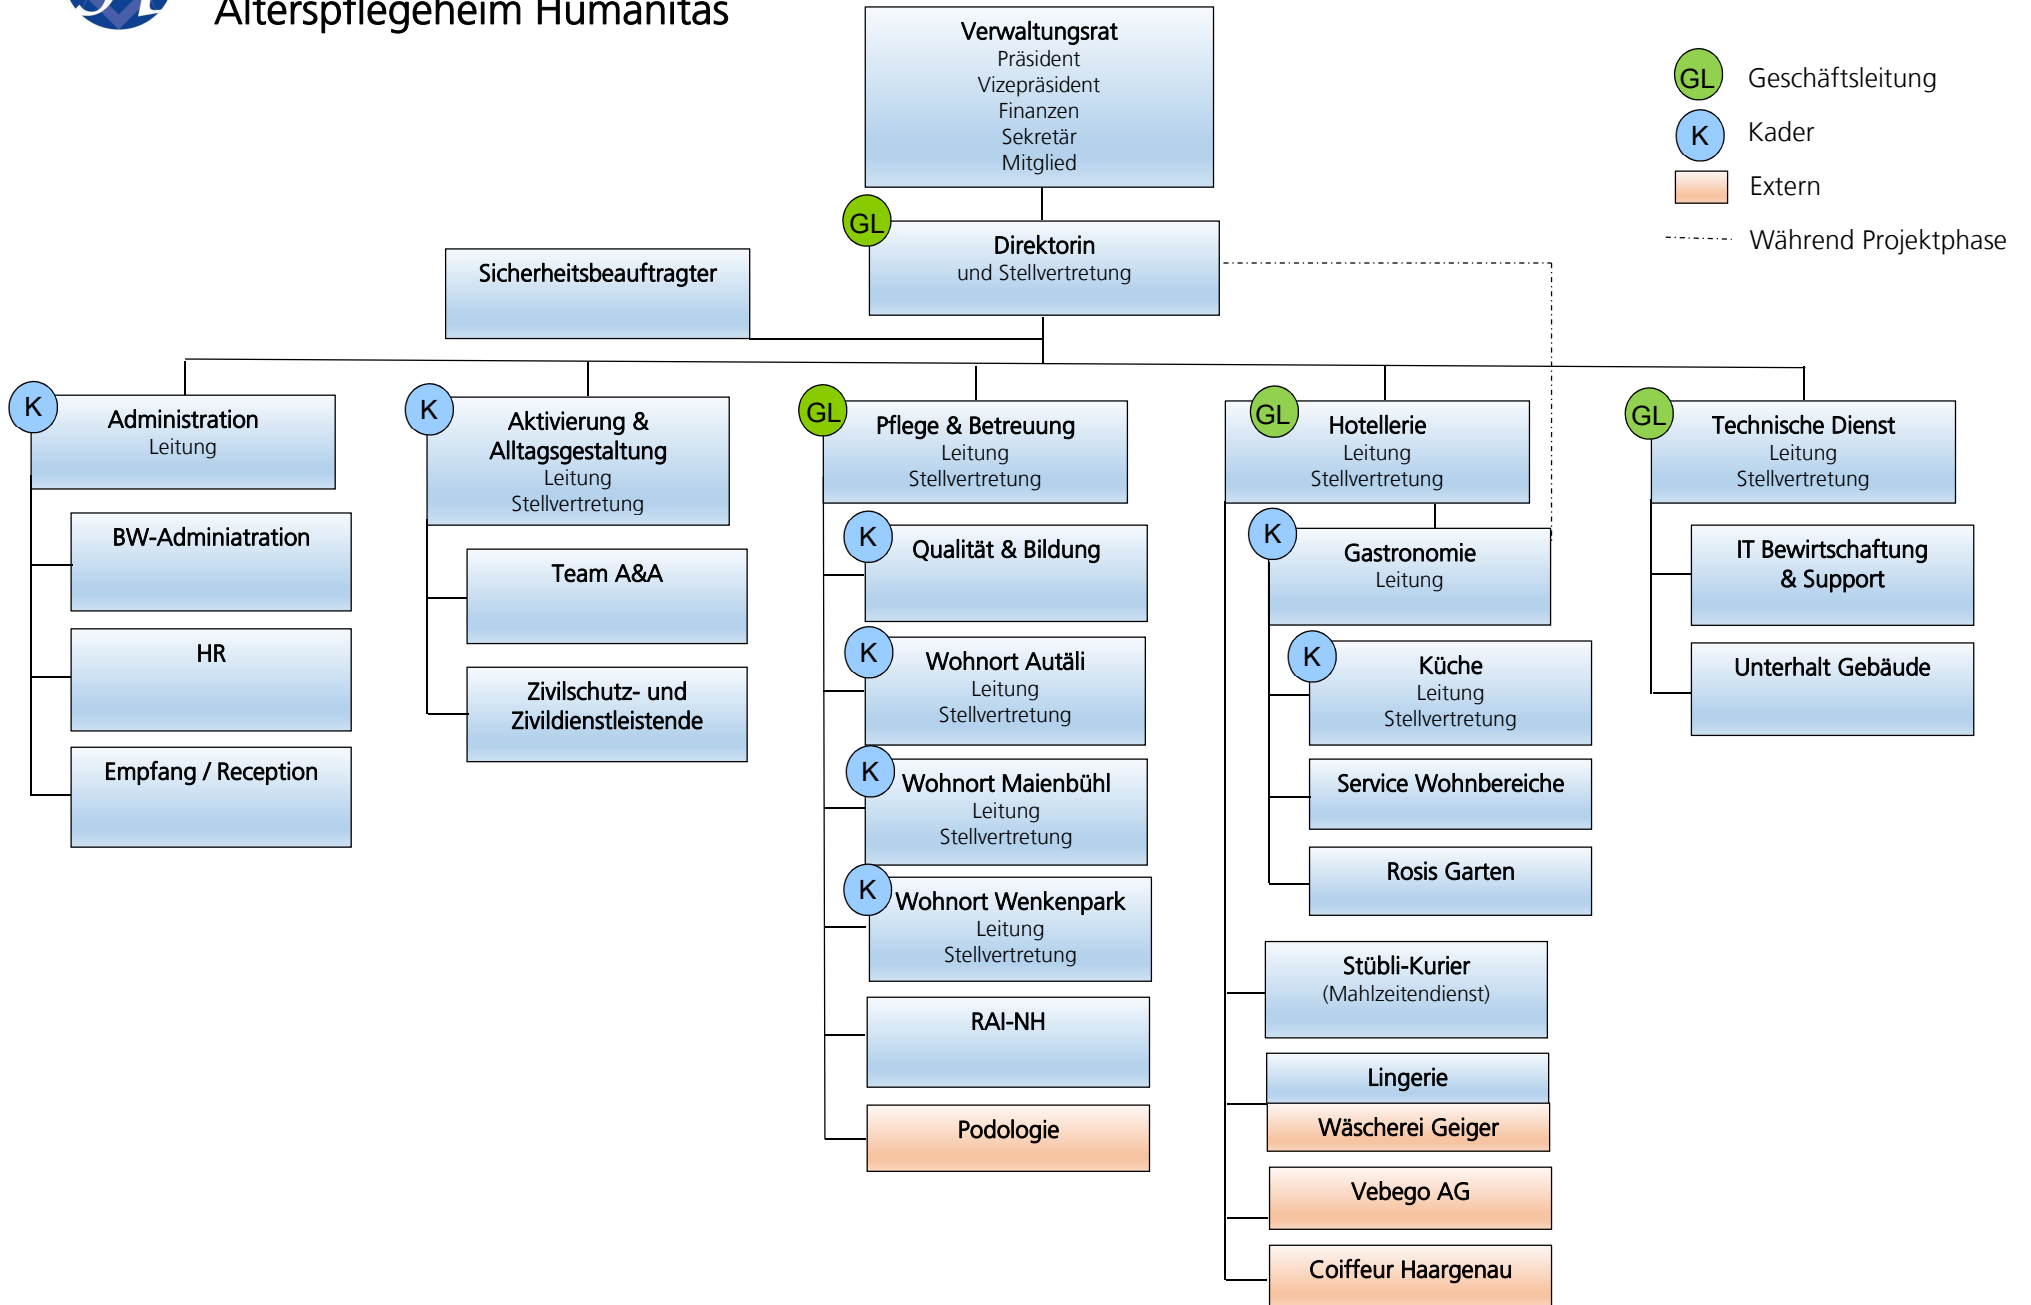 Alterspflegeheim Humanitas
Verwaltungsrat
Präsident
Vizepräsident
Finanzen
Sekretär
Mitglied
GL
Geschäftsleitung
K
Kader
Extern
Während Projektphase
GL
Direktorin
und Stellvertretung
Sicherheitsbeauftragter
K
Administration
Leitung
BW-Adminiatration
HR
Empfang / Reception
K
Aktivierung &
Alltagsgestaltung
Leitung
Stellvertretung
Team A&A
Zivilschutz- und
Zivildienstleistende
GL
Pflege & Betreuung
Leitung
Stellvertretung
K
Qualität & Bildung
K
Wohnort Autäli
Leitung
Stellvertretung
K
Wohnort Maienbühl
Leitung
Stellvertretung
K
Wohnort Wenkenpark
Leitung
Stellvertretung
RAI-NH
Podologie
GL
Hotellerie
Leitung
Stellvertretung
K
Gastronomie
Leitung
K
Küche
Leitung
Stellvertretung
Service Wohnbereiche
Rosis Garten
Stübli-Kurier
(Mahlzeitendienst)
Lingerie
Wäscherei Geiger
Vebego AG
Coiffeur Haargenau
GL
Technische Dienst
Leitung
Stellvertretung
IT Bewirtschaftung
& Support
Unterhalt Gebäude